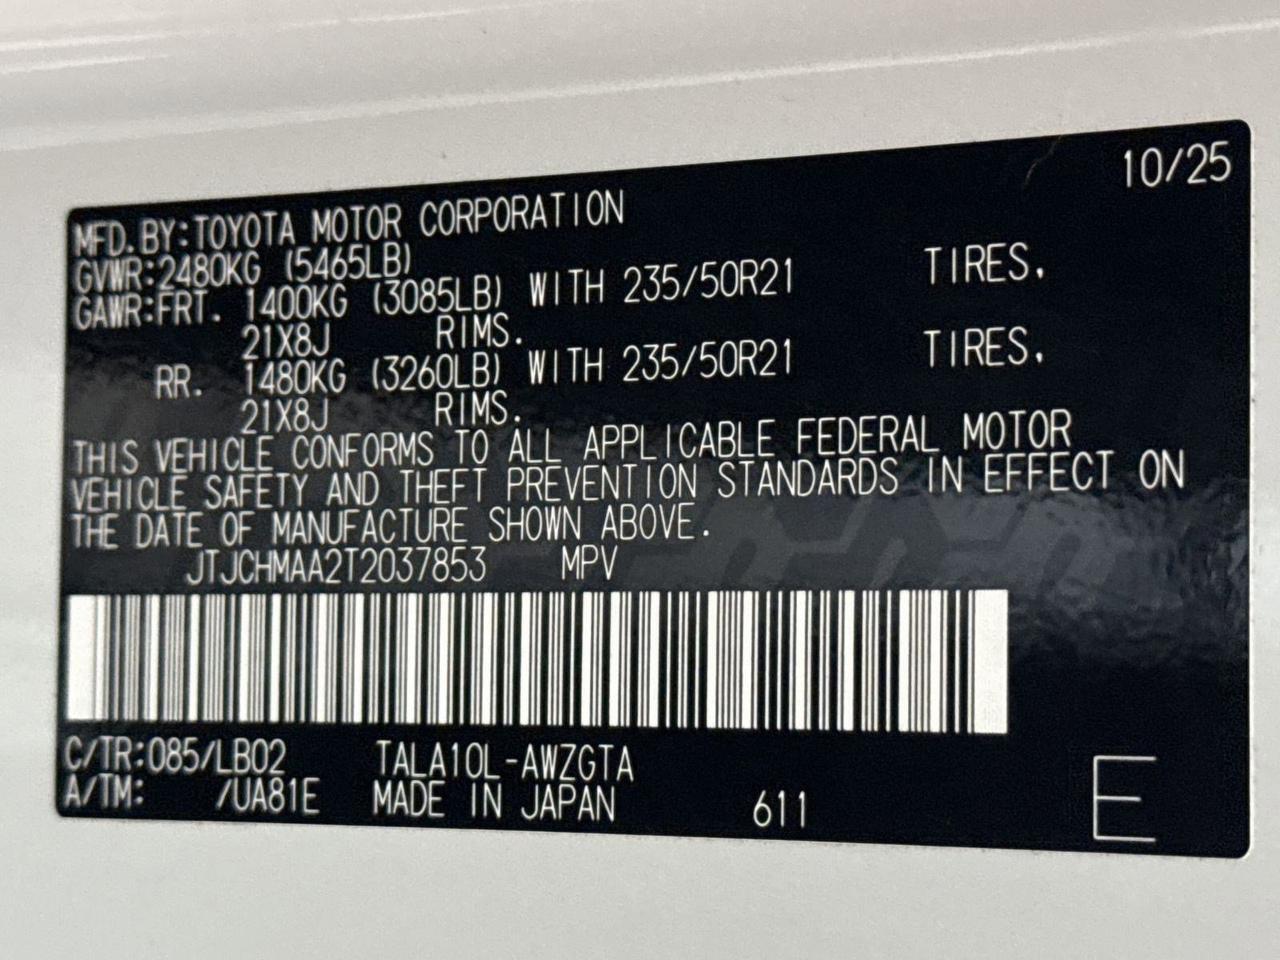 10/25
MFD.BY:TOYOTA MOTOR CORPORATION
GVWR:2480KG (5465LB)
GAWR:FRT. 1400KG (3085LB) WITH 235/50R21 TIRES.
21X8J RIMS.
RR. 1480KG (3260LB) WITH 235/50R21 TIRES.
21X8J RIMS.
THIS VEHICLE CONFORMS TO ALL APPLICABLE FEDERAL MOTOR
VEHICLE SAFETY AND THEFT PREVENTION STANDARDS IN EFFECT ON
THE DATE OF MANUFACTURE SHOWN ABOVE.
JTJCHMAA2T2037853 MPV
C/TR:085/LB02 TALA10L-AWZGTA
A/TM: /UA81E MADE IN JAPAN 611 E